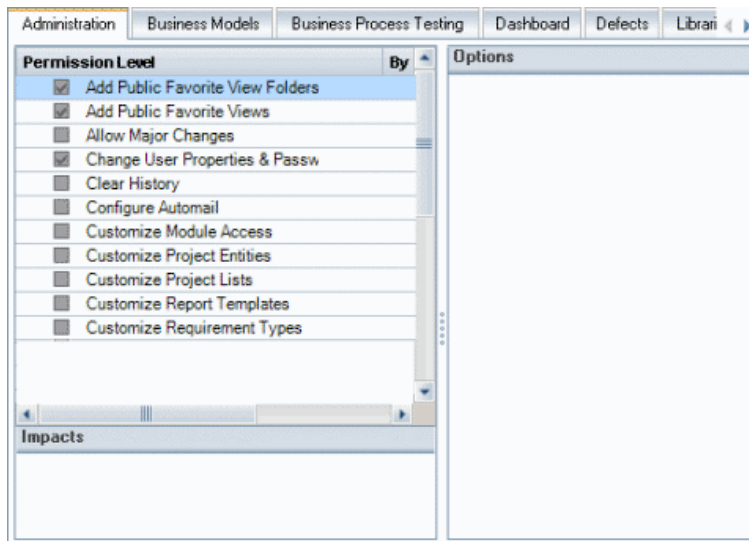 Administration Business Models Business Process Testing Dashboard Defects Librari
Permission Level By
Options
Add Public Favorite View Folders
Add Public Favorite Views
Allow Major Changes
Change User Properties & Passw
Clear History
Configure Automail
Customize Module Access
Customize Project Entities
Customize Project Lists
Customize Report Templates
Customize Requirement Types
Impacts